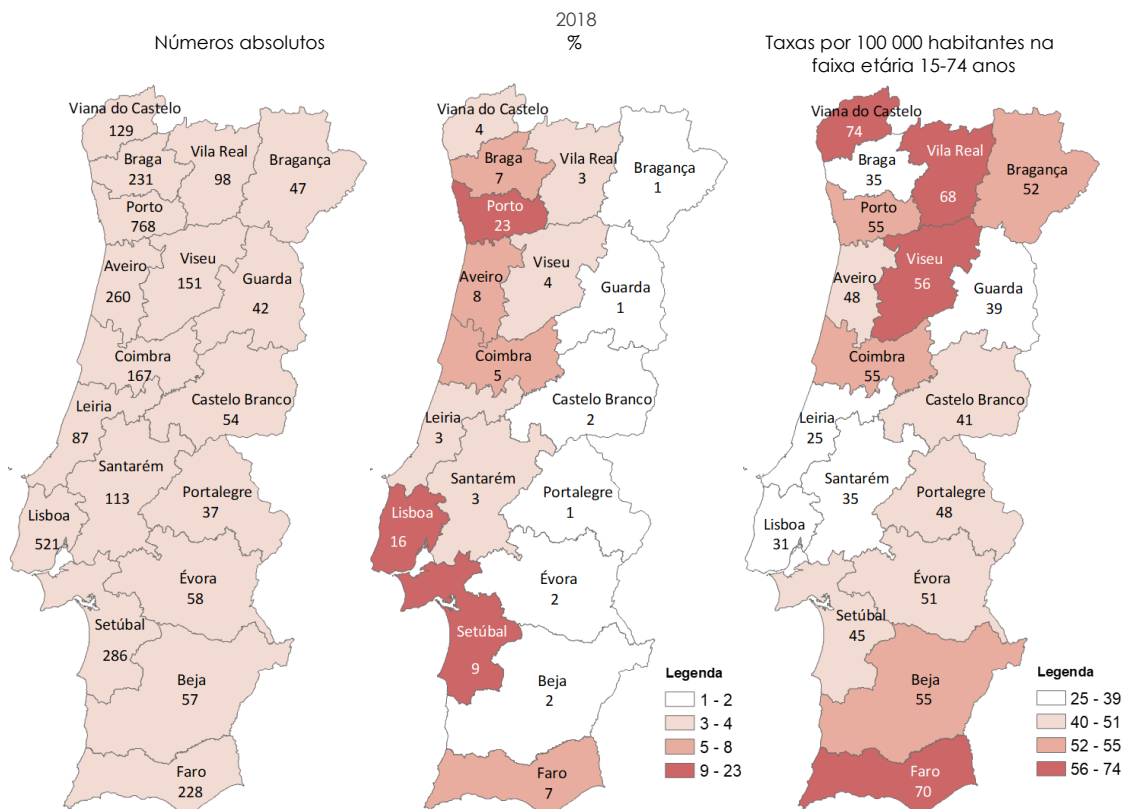 2018
Números absolutos
%
Taxas por 100 000 habitantes na
faixa etária 15-74 anos
Viana do Castelo
129
Braga
231
Vila Real
98
Bragança
47
Porto
768
Aveiro
260
Viseu
151
Guarda
42
Coimbra
167
Castelo Branco
54
Leiria
87
Santarém
113
Portalegre
37
Lisboa
521
Évora
58
Setúbal
286
Beja
57
Faro
228
Viana do Castelo
4
Braga
7
Vila Real
3
Bragança
1
Porto
23
Aveiro
8
Viseu
4
Guarda
1
Coimbra
5
Castelo Branco
2
Leiria
3
Santarém
3
Portalegre
1
Lisboa
16
Évora
2
Setúbal
9
Beja
2
Faro
7
Legenda
1 - 2
3 - 4
5 - 8
9 - 23
Viana do Castelo
74
Braga
35
Vila Real
68
Bragança
52
Porto
55
Aveiro
48
Viseu
56
Guarda
39
Coimbra
55
Castelo Branco
41
Leiria
25
Santarém
35
Portalegre
48
Lisboa
31
Évora
51
Setúbal
45
Beja
55
Faro
70
Legenda
25 - 39
40 - 51
52 - 55
56 - 74